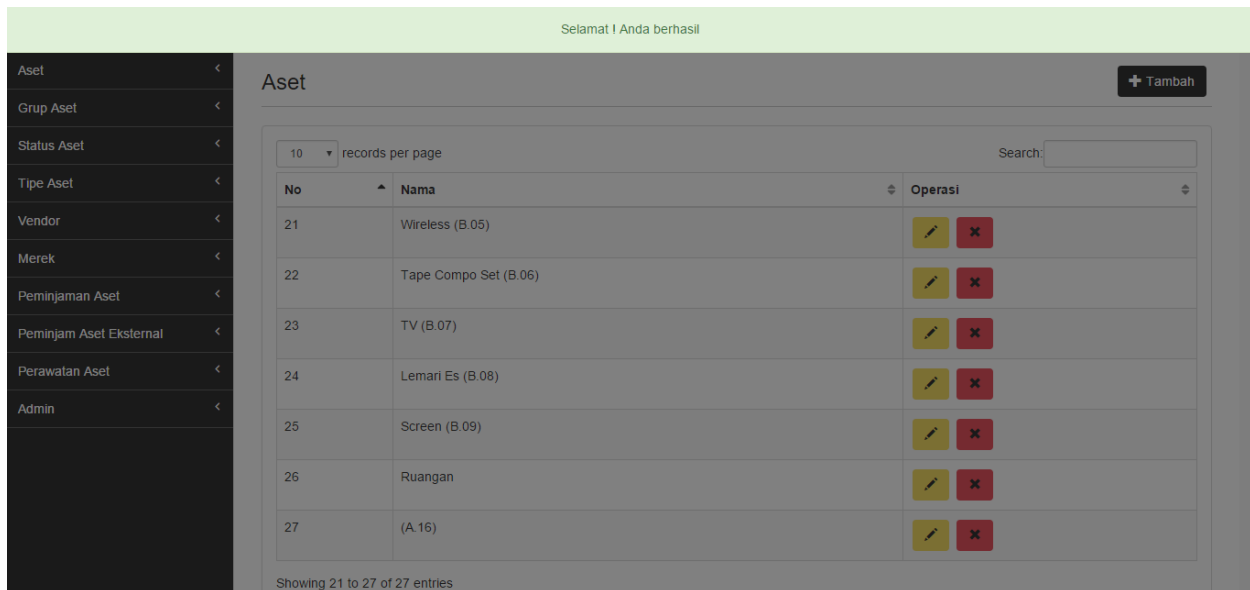 Selamat ! Anda berhasil
Aset
Grup Aset
Status Aset
Tipe Aset
Vendor
Merek
Peminjaman Aset
Peminjam Aset Eksternal
Perawatan Aset
Admin
Aset
Tambah
10 records per page
Search:
No Nama Operasi
21 Wireless (B.05)
22 Tape Compo Set (B.06)
23 TV (B.07)
24 Lemari Es (B.08)
25 Screen (B.09)
26 Ruangan
27 (A.16)
Showing 21 to 27 of 27 entries